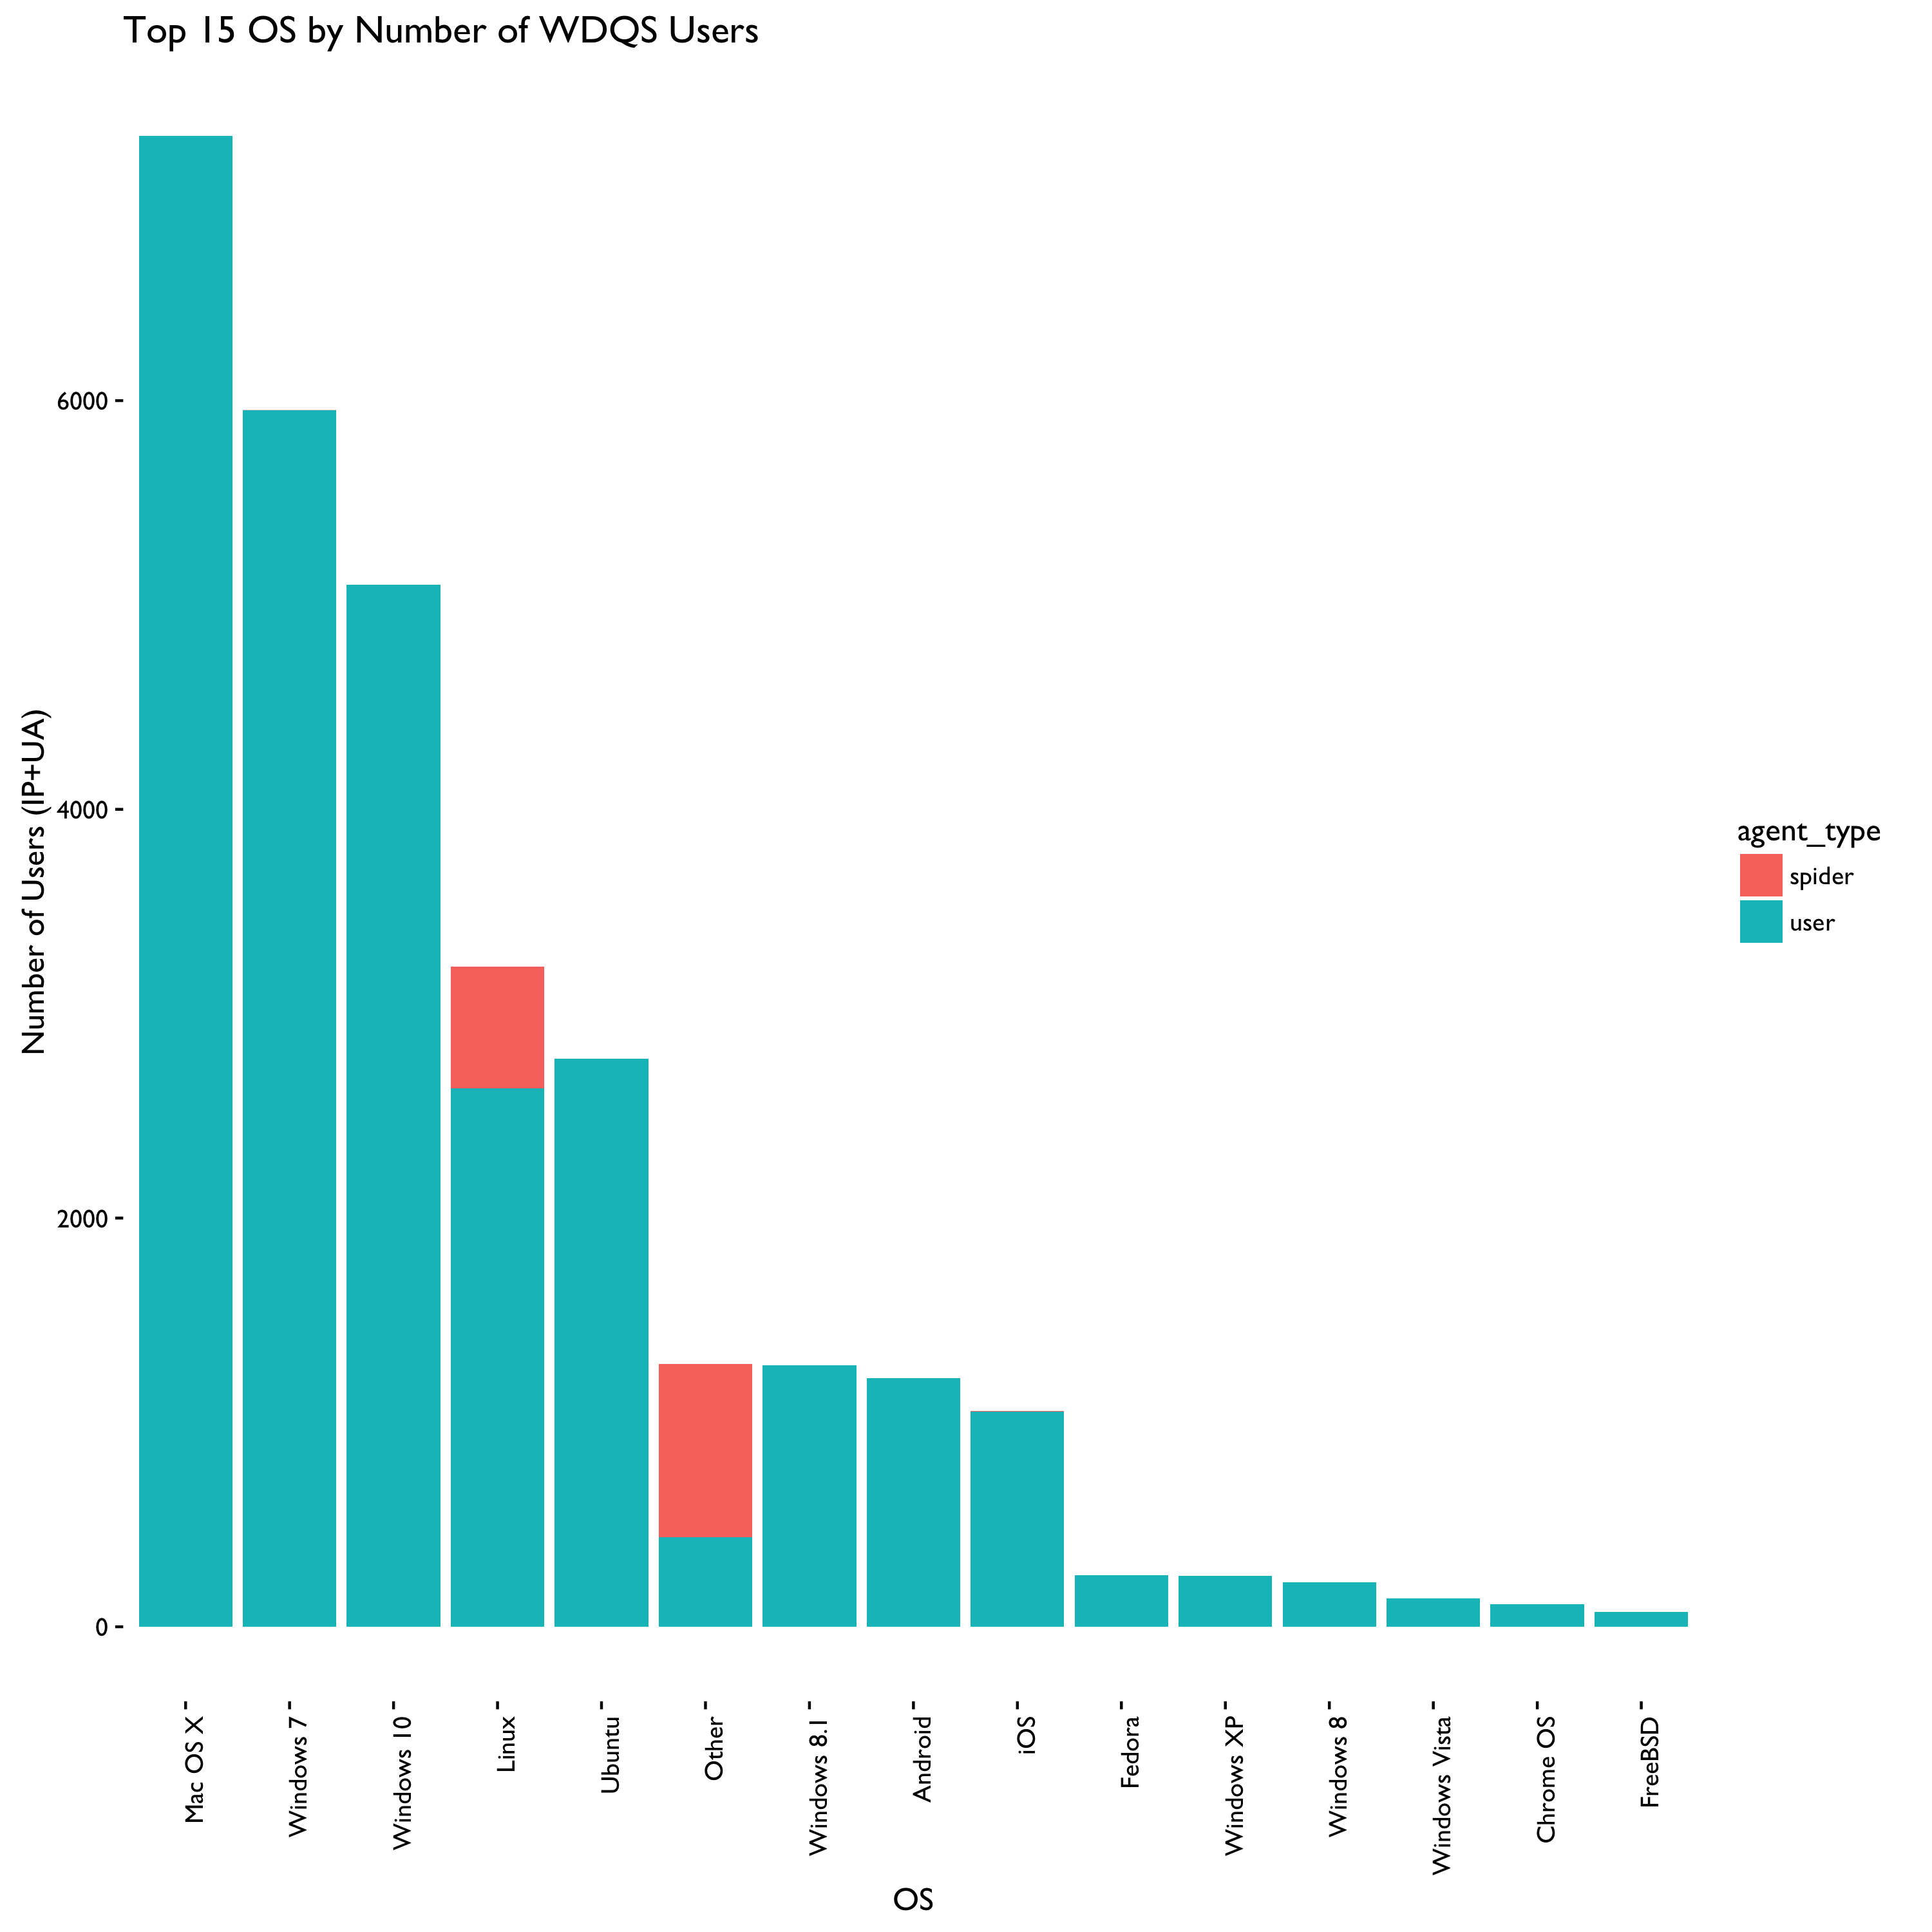 Top 15 OS by Number of WDQS Users
Number of Users (IP+UA)
6000
4000
2000
0
agent_type
spider
user
Mac OS X
Windows 7
Windows 10
Linux
Ubuntu
Other
Windows 8.1
Android
iOS
Fedora
Windows XP
Windows 8
Windows Vista
Chrome OS
FreeBSD
OS